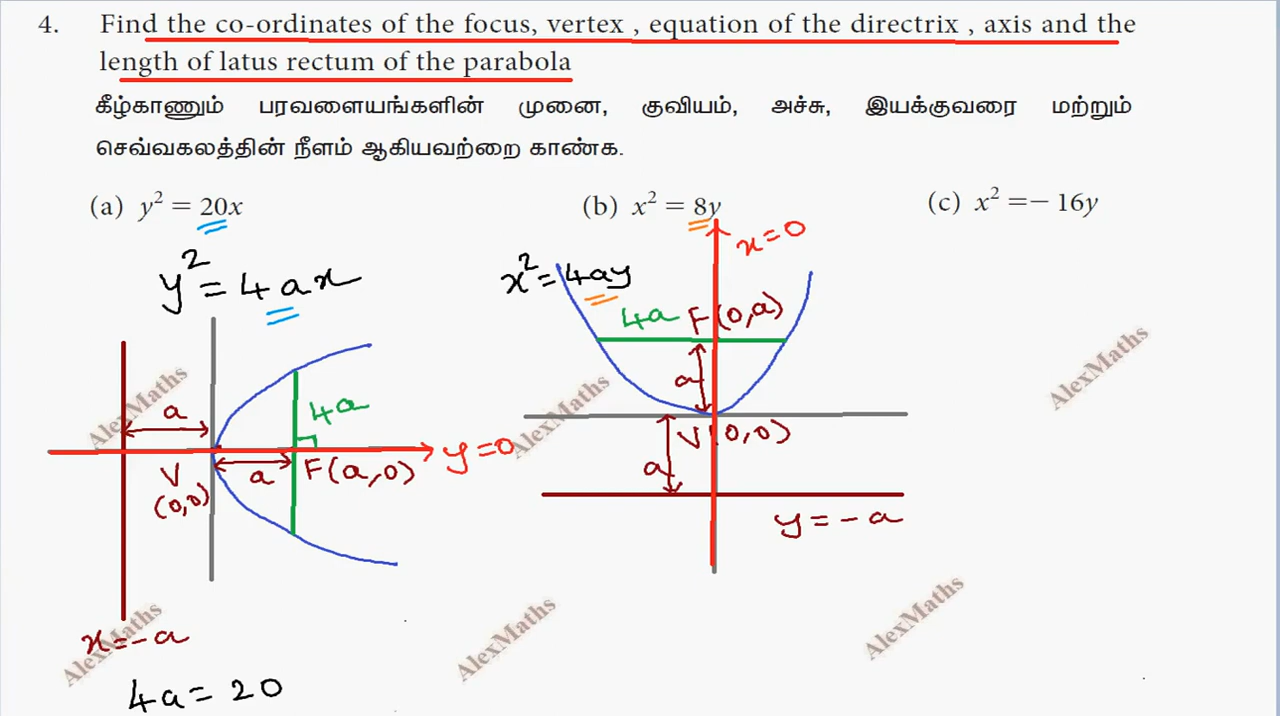 4. Find the co-ordinates of the focus, vertex , equation of the directrix , axis and the
length of latus rectum of the parabola
கீழ்காணும் பரவளையங்களின் முனை, குவியம், அச்சு, இயக்குவரை மற்றும்
செவ்வகலத்தின் நீளம் ஆகியவற்றை காண்க.
(a) y² = 20x (b) x² = 8y (c) x² =− 16y
x=0
y² = 4ax
x² = 4ay
4a F(0,a)
a
V(0,0)
a
y = -a
a
4a
y=0
V
(0,0)
a
F(a,0)
x=-a
4a = 20
AlexMaths
AlexMaths
AlexMaths
AlexMaths
AlexMaths
AlexMaths